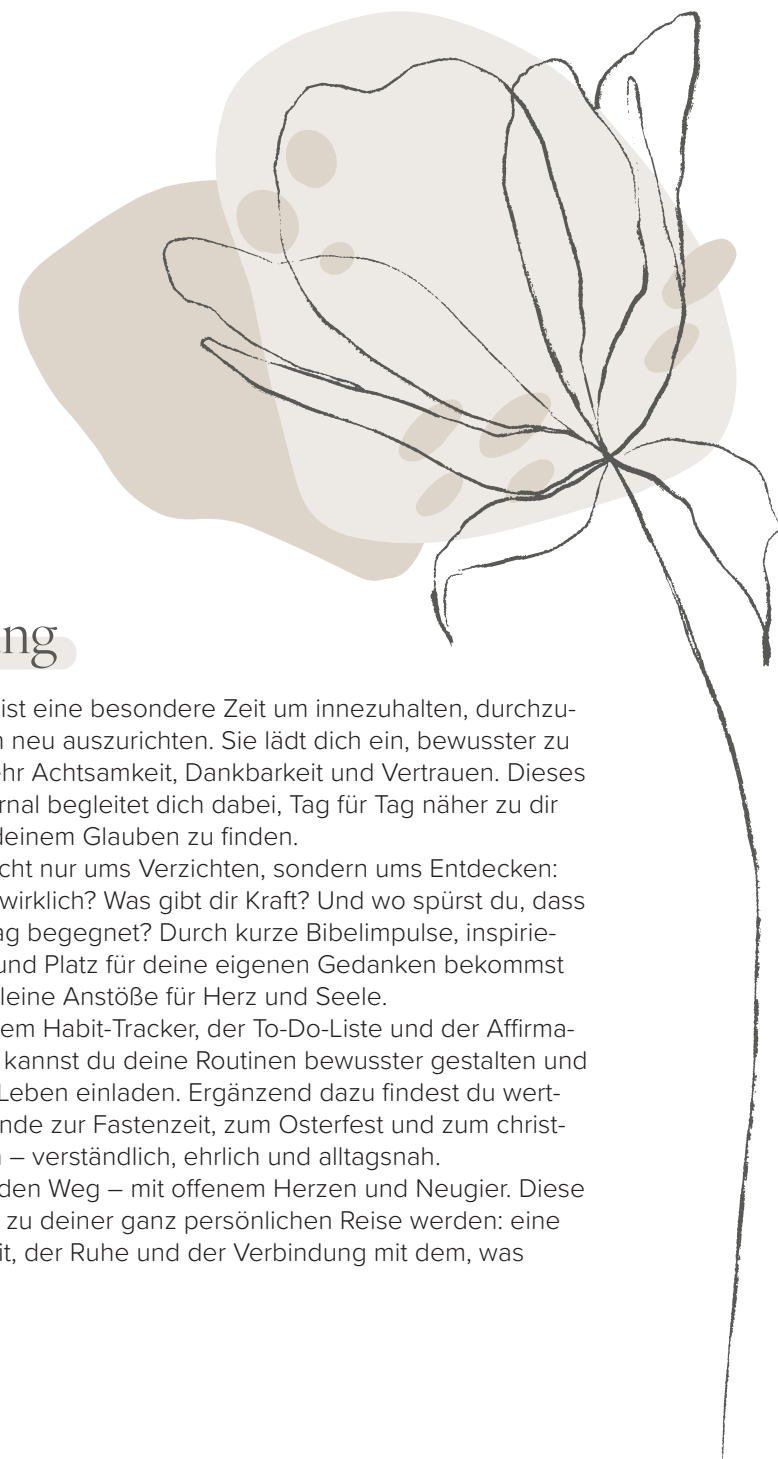 ng
ist eine besondere Zeit um innezuhalten, durchzu-
neu auszurichten. Sie lädt dich ein, bewusster zu
hr Achtsamkeit, Dankbarkeit und Vertrauen. Dieses
rnal begleitet dich dabei, Tag für Tag näher zu dir
deinem Glauben zu finden.
cht nur ums Verzichten, sondern ums Entdecken:
wirklich? Was gibt dir Kraft? Und wo spürst du, dass
ag begegnet? Durch kurze Bibelimpulse, inspirie-
und Platz für deine eigenen Gedanken bekommst
leine Anstöße für Herz und Seele.
em Habit-Tracker, der To-Do-Liste und der Affirma-
kannst du deine Routinen bewusster gestalten und
Leben einladen. Ergänzend dazu findest du wert-
nde zur Fastenzeit, zum Osterfest und zum christ-
– verständlich, ehrlich und alltagsnah.
den Weg – mit offenem Herzen und Neugier. Diese
zu deiner ganz persönlichen Reise werden: eine
it, der Ruhe und der Verbindung mit dem, was